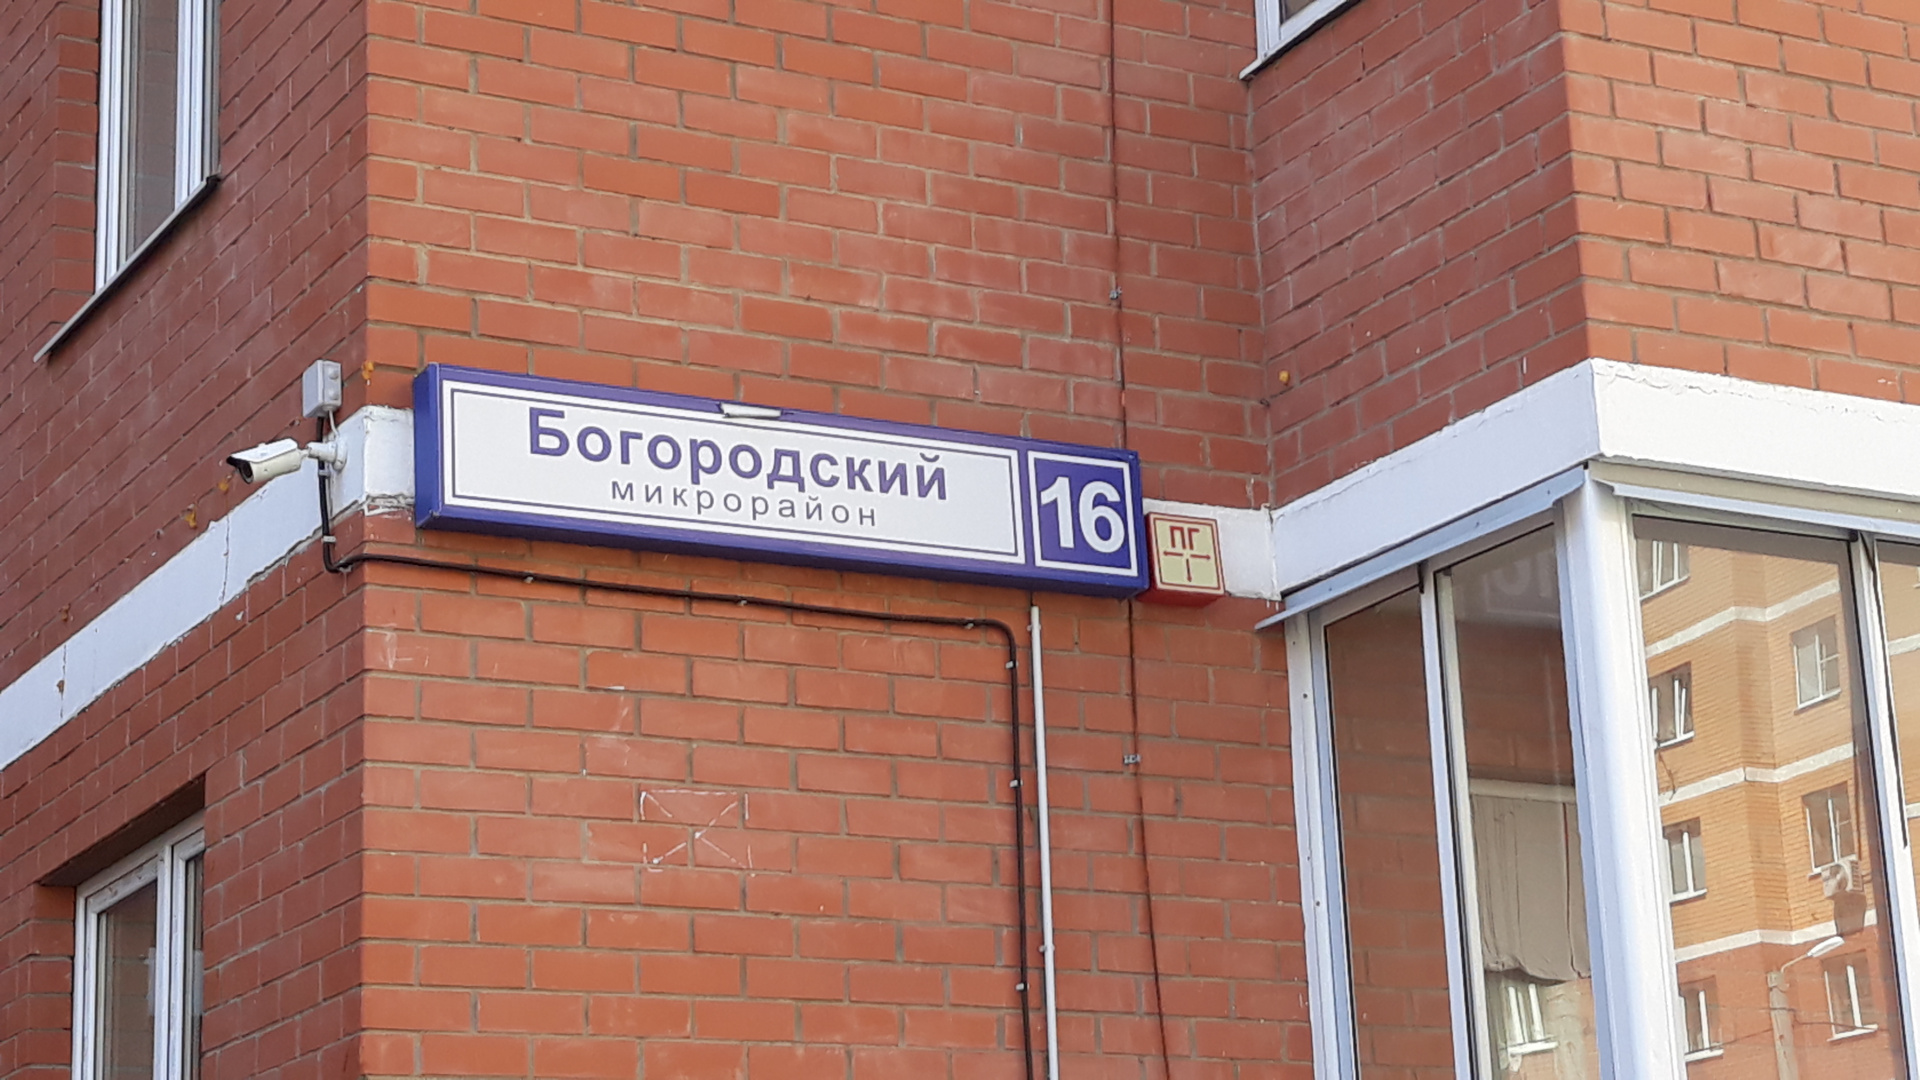 Богородский
микрорайон
16
ПГ